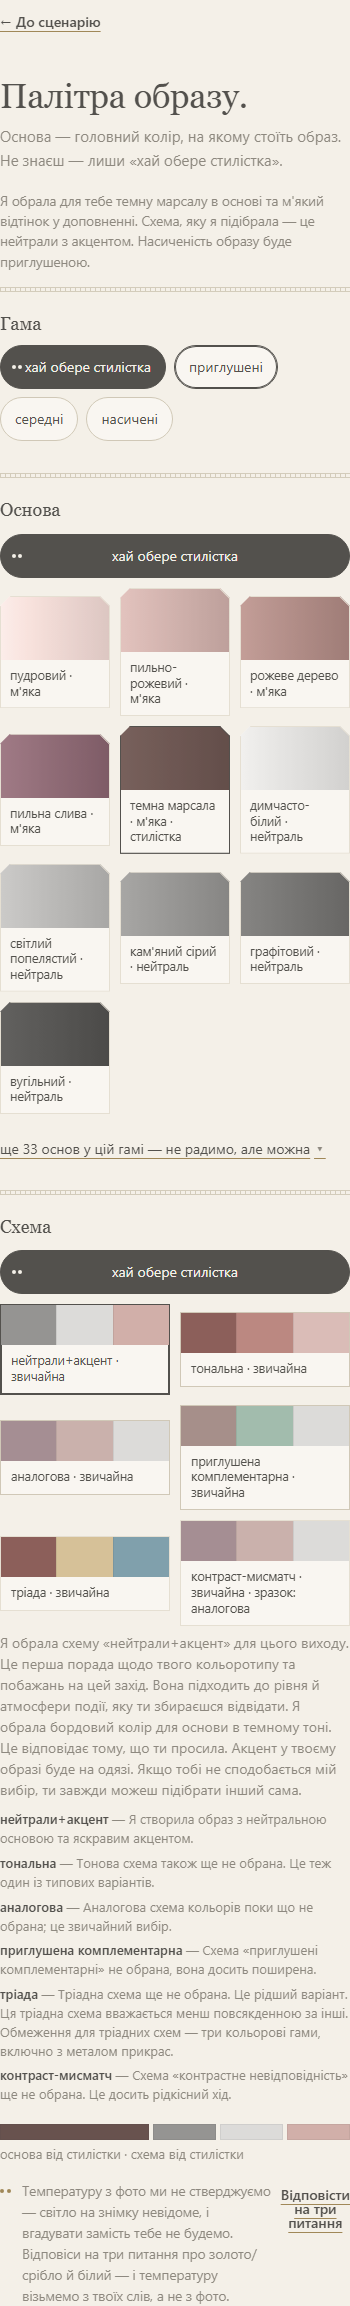 ← До сценарію
Палітра образу.
Основа — головний колір, на якому стоїть образ.
Не знаєш — лиши «хай обере стилістка».
Я обрала для тебе темну марсалу в основі та м'який
відтінок у доповненні. Схема, яку я підібрала — це
нейтрали з акцентом. Насиченість образу буде
приглушеною.
Гама
хай обере стилістка
приглушені
середні
насичені
Основа
хай обере стилістка
пудровий ·
м'яка
пильно-
рожевий ·
м'яка
рожеве дерево
· м'яка
пильна слива ·
м'яка
темна марсала
· м'яка ·
стилістка
димчасто-
білий ·
нейтраль
світлий
попелястий ·
нейтраль
кам'яний сірий
· нейтраль
графітовий ·
нейтраль
вугільний ·
нейтраль
ще 33 основ у цій гамі — не радимо, але можна ▾
Схема
хай обере стилістка
нейтрали+акцент ·
звичайна
тональна · звичайна
аналогова · звичайна
приглушена
комплементарна ·
звичайна
тріада · звичайна
контраст-мисматч ·
звичайна · зразок:
аналогова
Я обрала схему «нейтрали+акцент» для цього виходу.
Це перша порада щодо твого кольоротипу та
побажань на цей захід. Вона підходить до рівня й
атмосфери події, яку ти збираєшся відвідати. Я
обрала бордовий колір для основи в темному тоні.
Це відповідає тому, що ти просила. Акцент у твоєму
образі буде на одязі. Якщо тобі не сподобається мій
вибір, ти завжди можеш підібрати інший сама.
нейтрали+акцент — Я створила образ з нейтральною
основою та яскравим акцентом.
тональна — Тонова схема також ще не обрана. Це теж
один із типових варіантів.
аналогова — Аналогова схема кольорів поки що не
обрана; це звичайний вибір.
приглушена комплементарна — Схема «приглушені
комплементарні» не обрана, вона досить поширена.
тріада — Тріадна схема ще не обрана. Це рідший варіант.
Ця тріадна схема вважається менш повсякденною за інші.
Обмеження для тріадних схем — три кольорові гами,
включно з металом прикрас.
контраст-мисматч — Схема «контрастне невідповідність»
ще не обрана. Це досить рідкісний хід.
основа від стилістки · схема від стилістки
Температуру з фото ми не стверджуємо
— світло на знімку невідоме, і
вгадувати замість тебе не будемо.
Відповіси на три питання про золото/
срібло й білий — і температуру
візьмемо з твоїх слів, а не з фото.
Відповісти
на три
питання